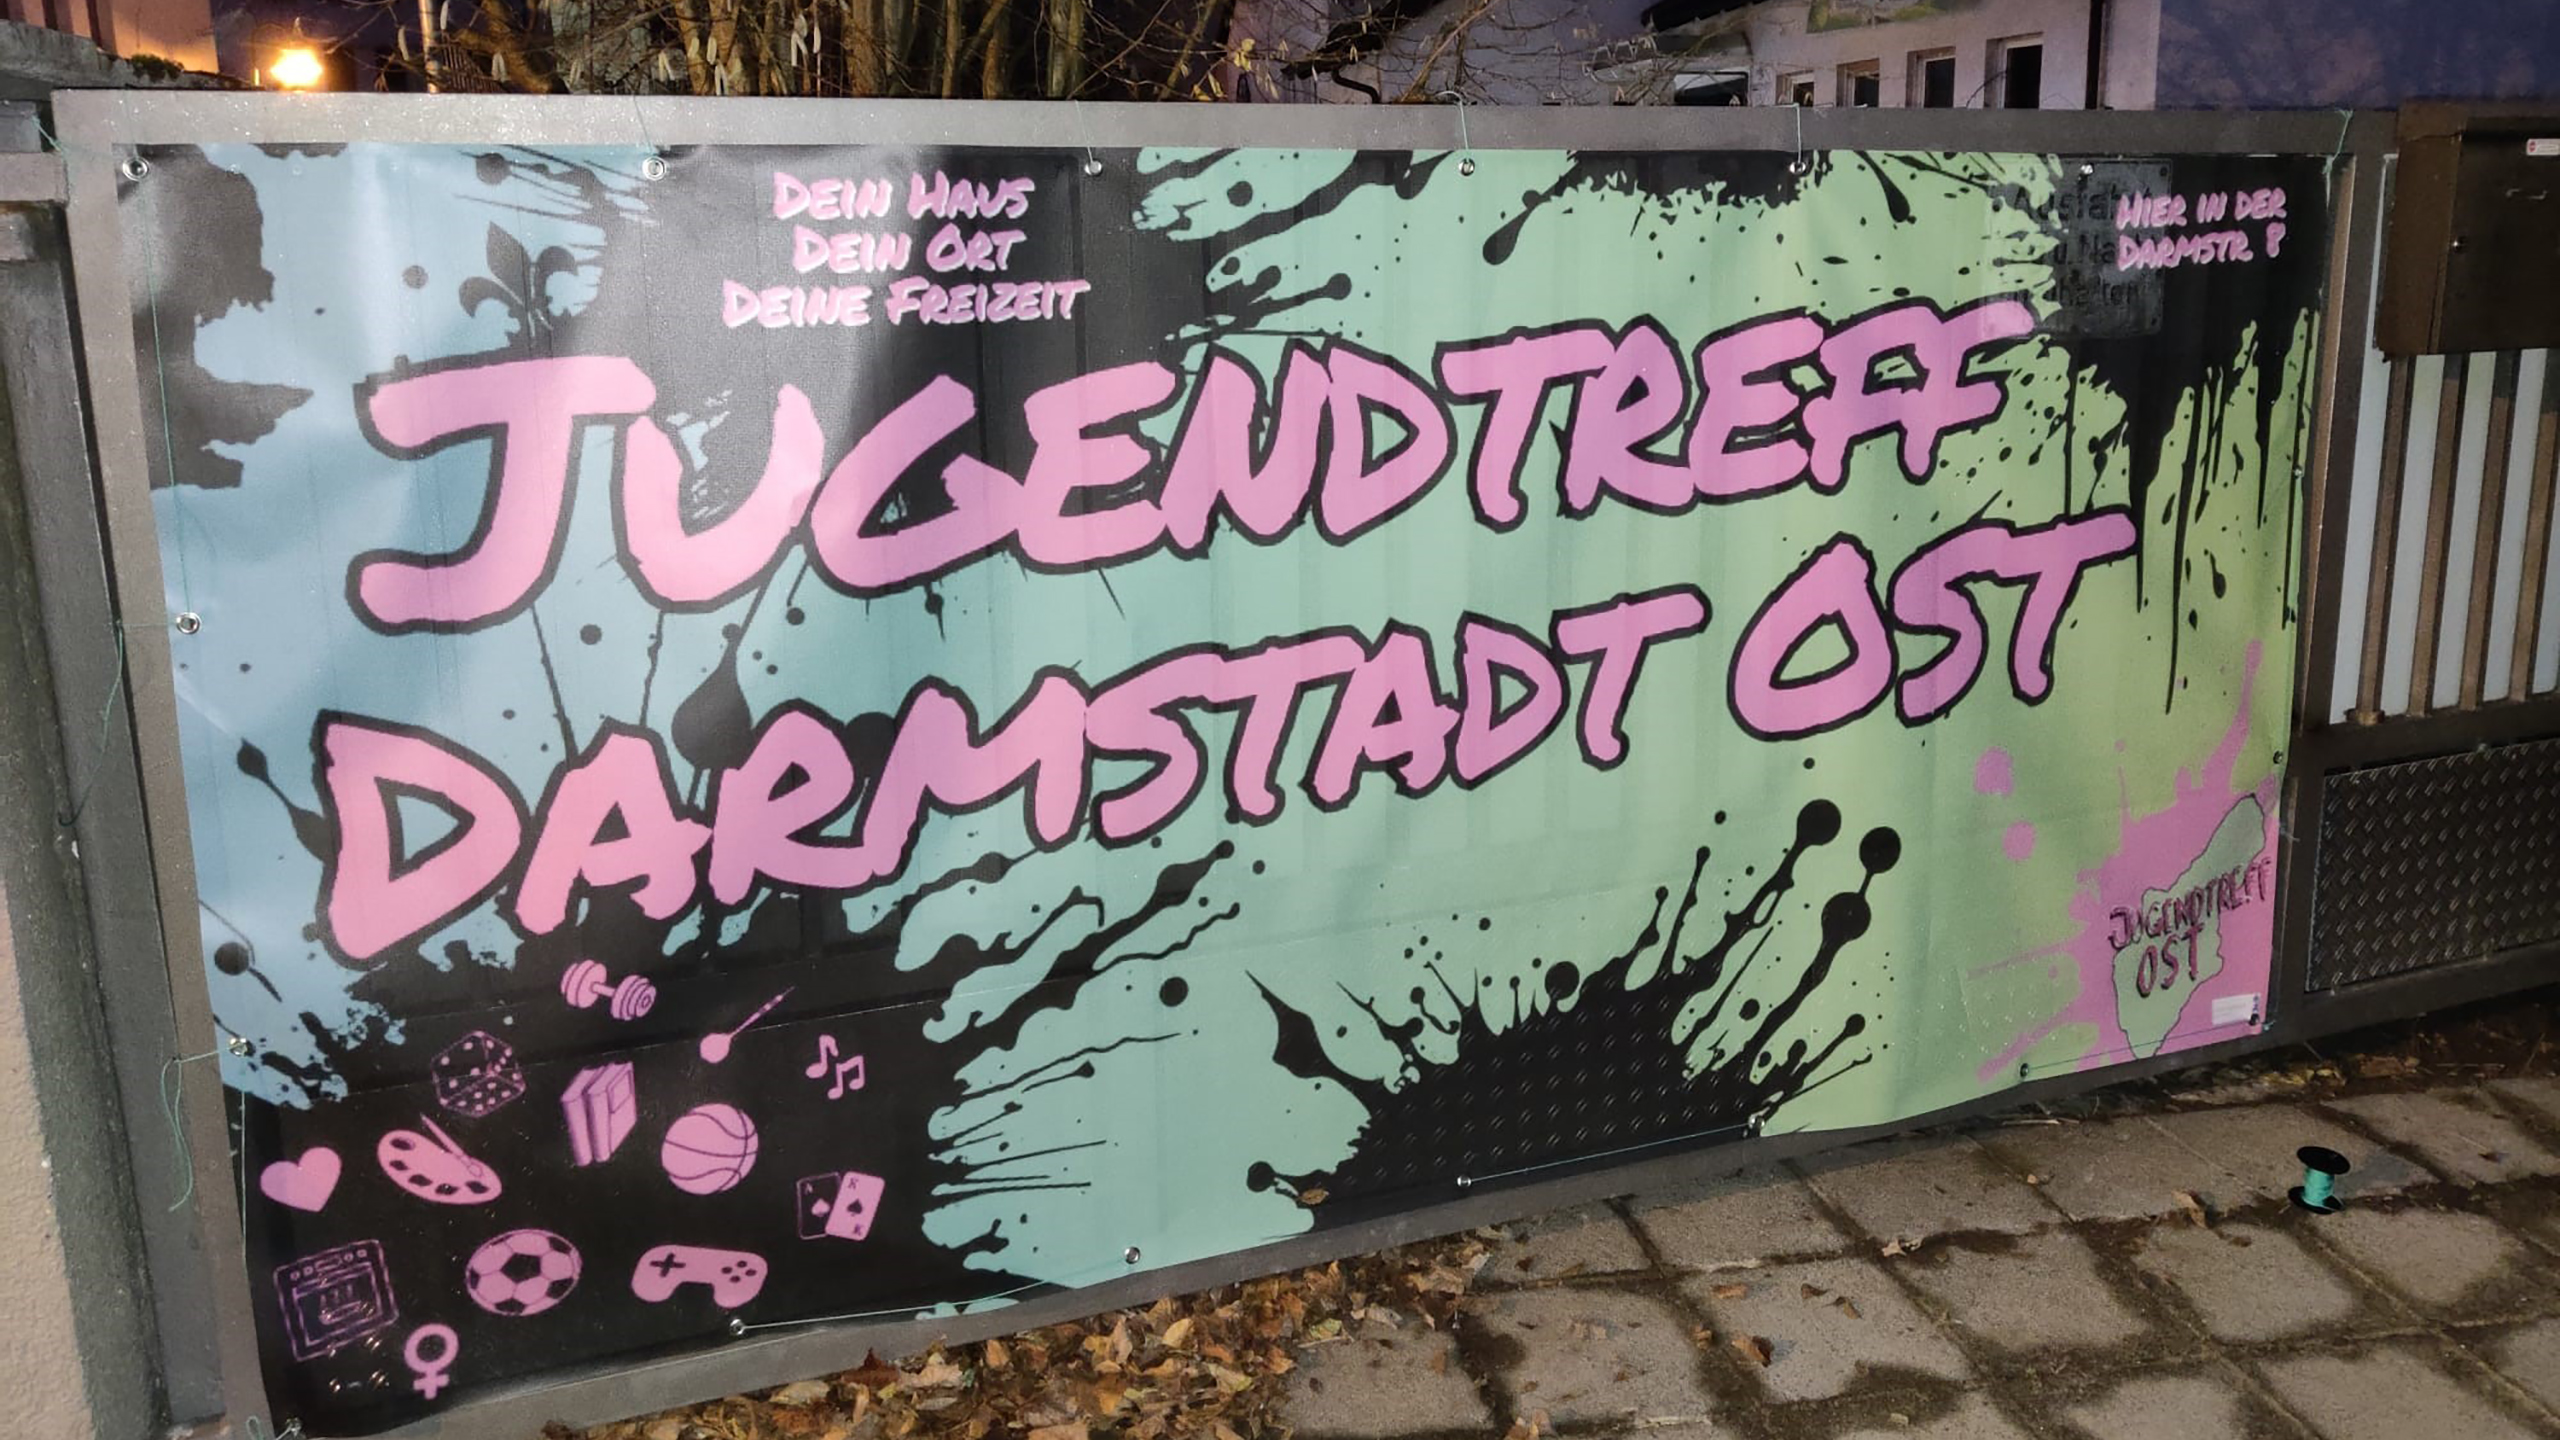 DEIN HAUS
DEIN ORT
DEINE FREIZEIT
HIER IN DER
DARMSTR. 8
JUGENDTREFF
DARMSTADT OST
JUGENDTREFF
OST
A
K
K